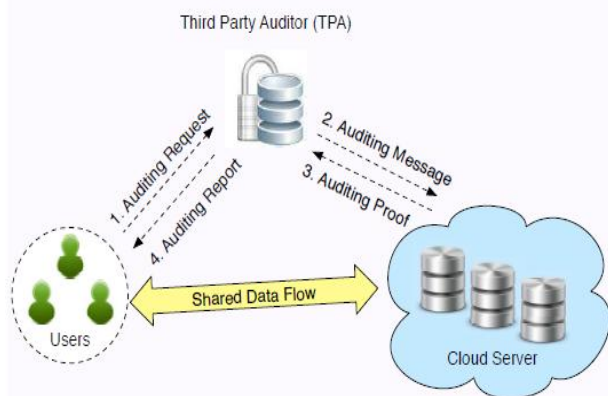 Third Party Auditor (TPA)
1. Auditing Request
4. Auditing Report
2. Auditing Message
3. Auditing Proof
Shared Data Flow
Users
Cloud Server